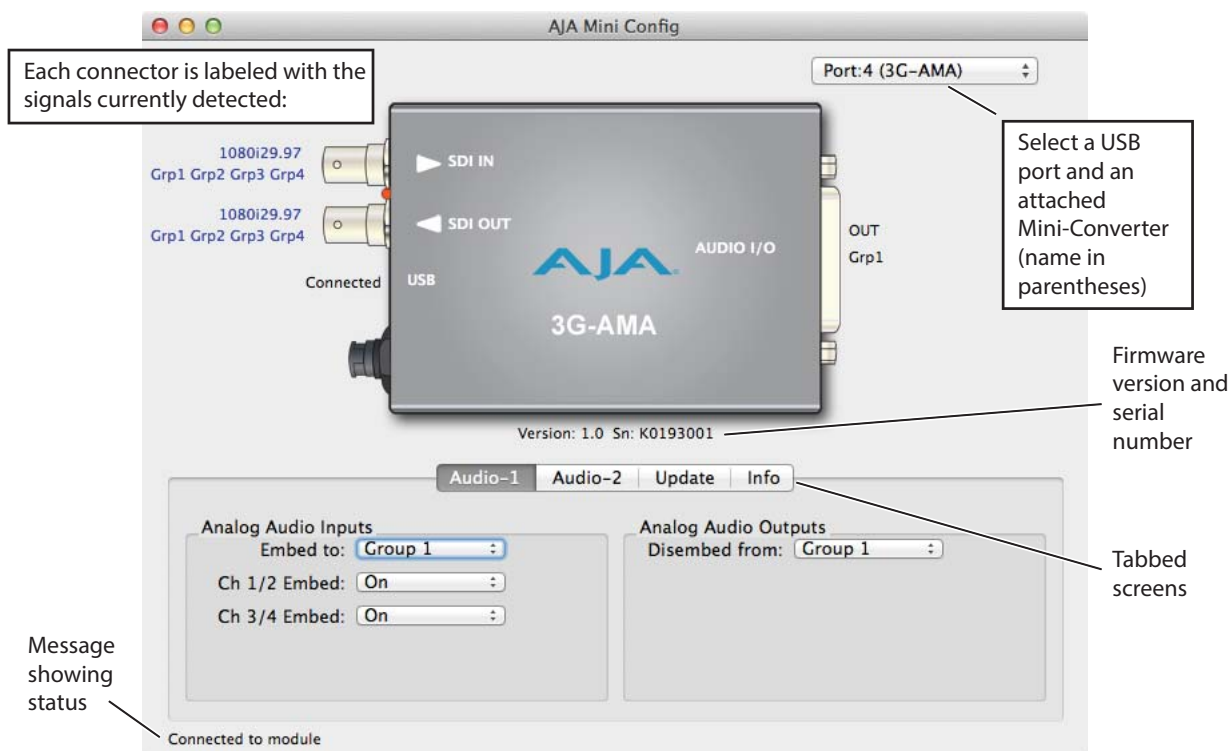 AJA Mini Config
Each connector is labeled with the
signals currently detected:
Port:4 (3G-AMA)
Select a USB
port and an
attached
Mini-Converter
(name in
parentheses)
1080i29.97
Grp1 Grp2 Grp3 Grp4
SDI IN
1080i29.97
Grp1 Grp2 Grp3 Grp4
SDI OUT
Connected
USB
AJA
3G-AMA
AUDIO I/O
OUT
Grp1
Firmware
version and
serial
number
Version: 1.0 Sn: K0193001
Audio-1
Audio-2
Update
Info
Analog Audio Inputs
Embed to: Group 1
Ch 1/2 Embed: On
Ch 3/4 Embed: On
Analog Audio Outputs
Disembed from: Group 1
Tabbed
screens
Message
showing
status
Connected to module